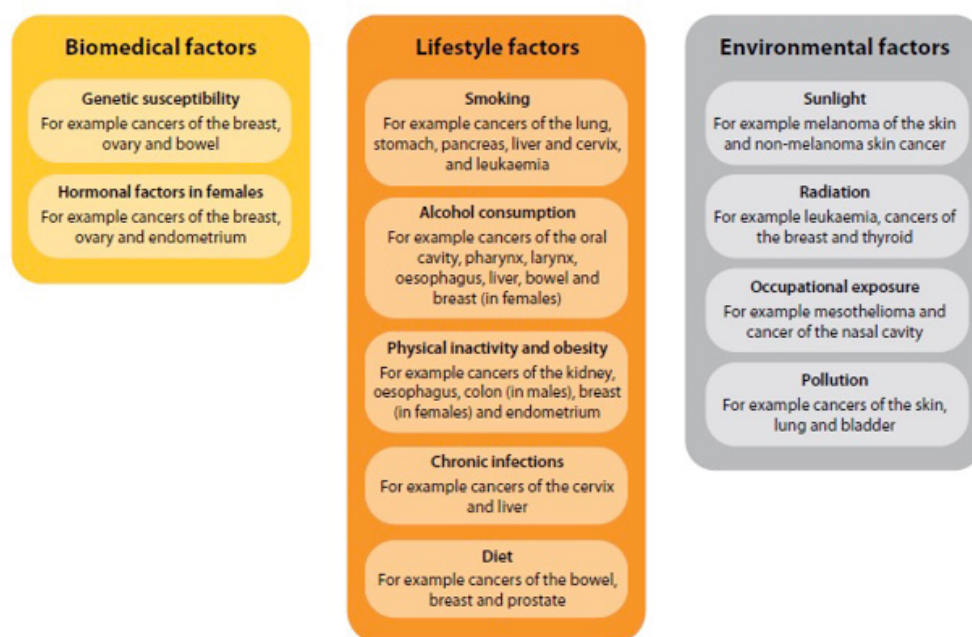 Biomedical factors
Genetic susceptibility
For example cancers of the breast,
ovary and bowel
Hormonal factors in females
For example cancers of the breast,
ovary and endometrium
Lifestyle factors
Smoking
For example cancers of the lung,
stomach, pancreas, liver and cervix,
and leukaemia
Alcohol consumption
For example cancers of the oral
cavity, pharynx, larynx,
oesophagus, liver, bowel and
breast (in females)
Physical inactivity and obesity
For example cancers of the kidney,
oesophagus, colon (in males), breast
(in females) and endometrium
Chronic infections
For example cancers of the cervix
and liver
Diet
For example cancers of the bowel,
breast and prostate
Environmental factors
Sunlight
For example melanoma of the skin
and non-melanoma skin cancer
Radiation
For example leukaemia, cancers of
the breast and thyroid
Occupational exposure
For example mesothelioma and
cancer of the nasal cavity
Pollution
For example cancers of the skin,
lung and bladder